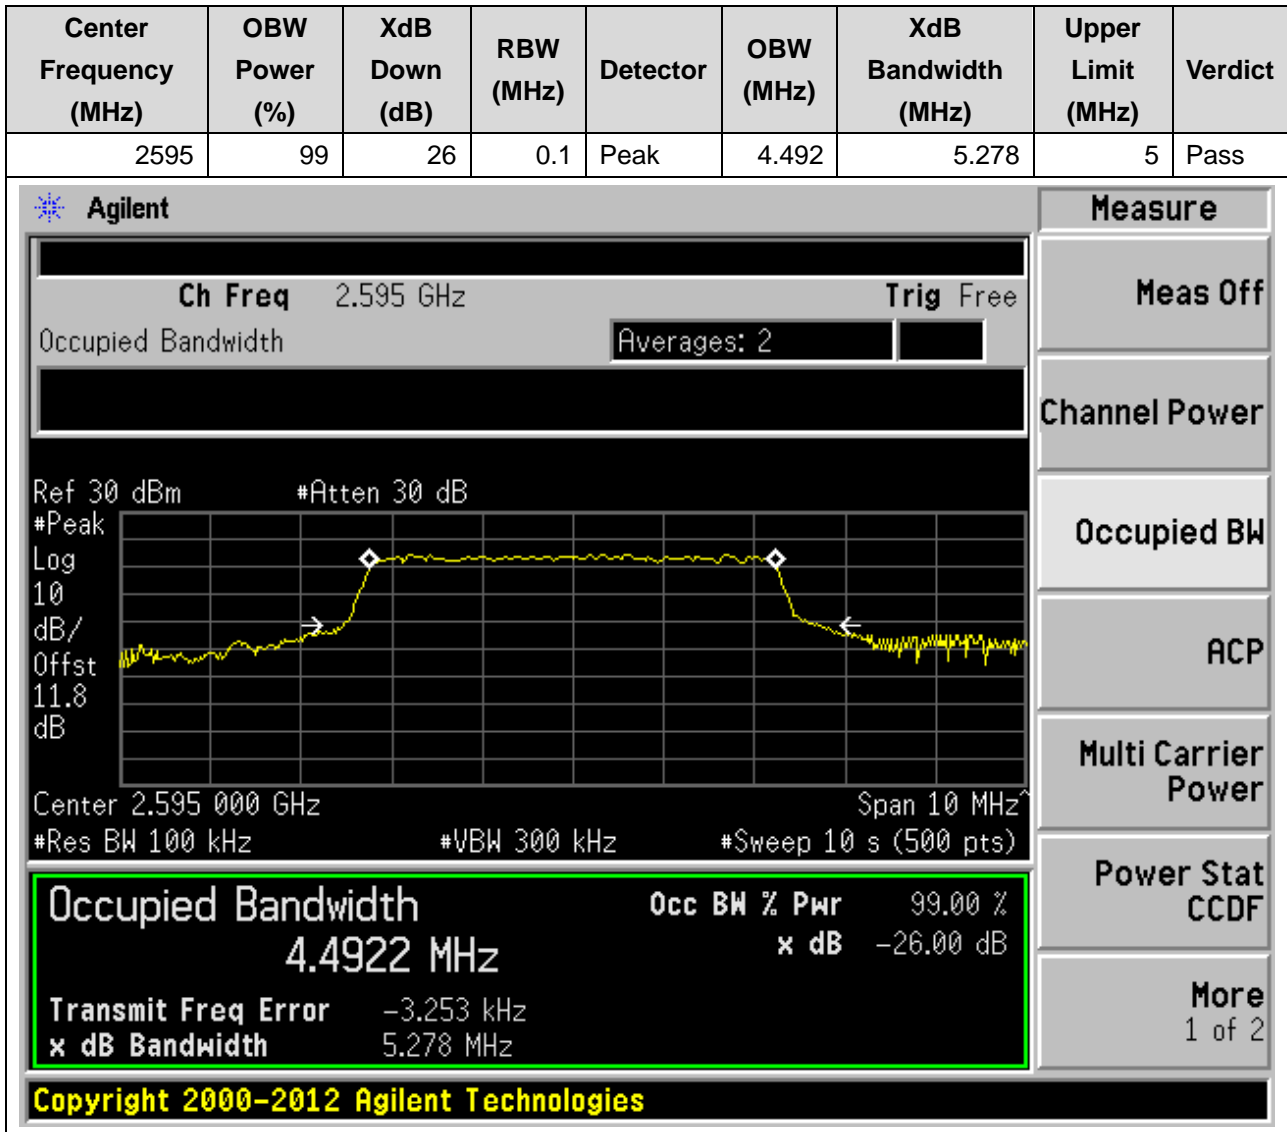 Center Frequency (MHz) OBW Power (%) XdB Down (dB) RBW (MHz) Detector OBW (MHz) XdB Bandwidth (MHz) Upper Limit (MHz) Verdict
2595 99 26 0.1 Peak 4.492 5.278 5 Pass
Agilent
Measure
Ch Freq 2.595 GHz Trig Free
Occupied Bandwidth Averages: 2
Meas Off
Channel Power
Occupied BW
ACP
Multi Carrier
Power
Power Stat
CCDF
More
1 of 2
Ref 30 dBm #Atten 30 dB
#Peak
Log
10
dB/
Offst
11.8
dB
Center 2.595 000 GHz Span 10 MHz^
#Res BW 100 kHz #VBW 300 kHz #Sweep 10 s (500 pts)
Occupied Bandwidth Occ BW % Pwr 99.00 %
4.4922 MHz x dB -26.00 dB
Transmit Freq Error -3.253 kHz
x dB Bandwidth 5.278 MHz
Copyright 2000-2012 Agilent Technologies